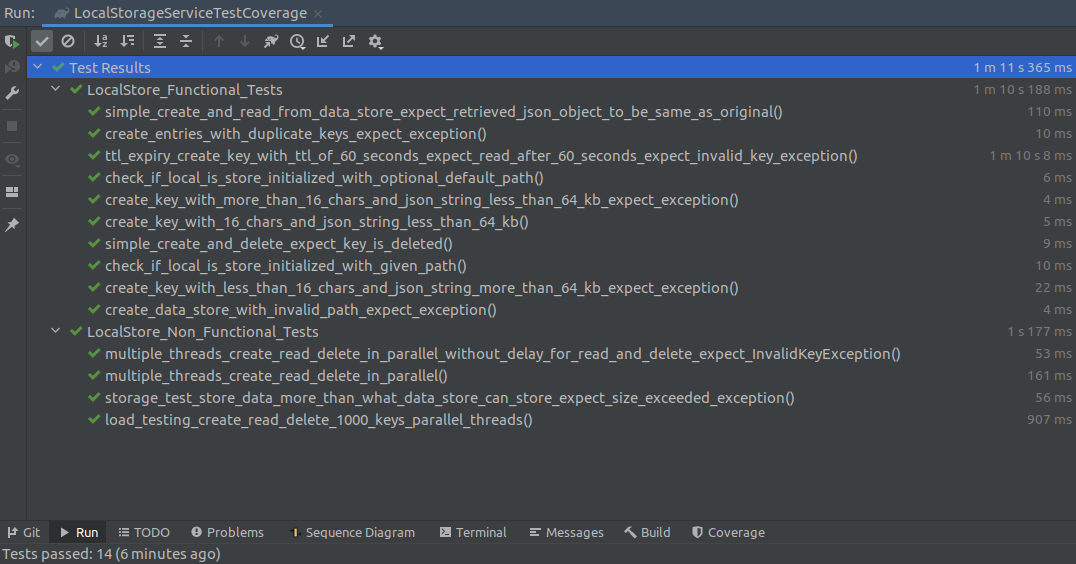 Run: LocalStorageServiceTestCoverage
Test Results 1 m 11 s 365 ms
LocalStore_Functional_Tests 1 m 10 s 188 ms
simple_create_and_read_from_data_store_expect_retrieved_json_object_to_be_same_as_original() 110 ms
create_entries_with_duplicate_keys_expect_exception() 10 ms
ttl_expiry_create_key_with_ttl_of_60_seconds_expect_read_after_60_seconds_expect_invalid_key_exception() 1 m 10 s 8 ms
check_if_local_is_store_initialized_with_optional_default_path() 6 ms
create_key_with_more_than_16_chars_and_json_string_less_than_64_kb_expect_exception() 4 ms
create_key_with_16_chars_and_json_string_less_than_64_kb() 5 ms
simple_create_and_delete_expect_key_is_deleted() 9 ms
check_if_local_is_store_initialized_with_given_path() 10 ms
create_key_with_less_than_16_chars_and_json_string_more_than_64_kb_expect_exception() 22 ms
create_data_store_with_invalid_path_expect_exception() 4 ms
LocalStore_Non_Functional_Tests 1 s 177 ms
multiple_threads_create_read_delete_in_parallel_without_delay_for_read_and_delete_expect_InvalidKeyException() 53 ms
multiple_threads_create_read_delete_in_parallel() 161 ms
storage_test_store_data_more_than_what_data_store_can_store_expect_size_exceeded_exception() 56 ms
load_testing_create_read_delete_1000_keys_parallel_threads() 907 ms
Git Run TODO Problems Sequence Diagram Terminal Messages Build Coverage
Tests passed: 14 (6 minutes ago)